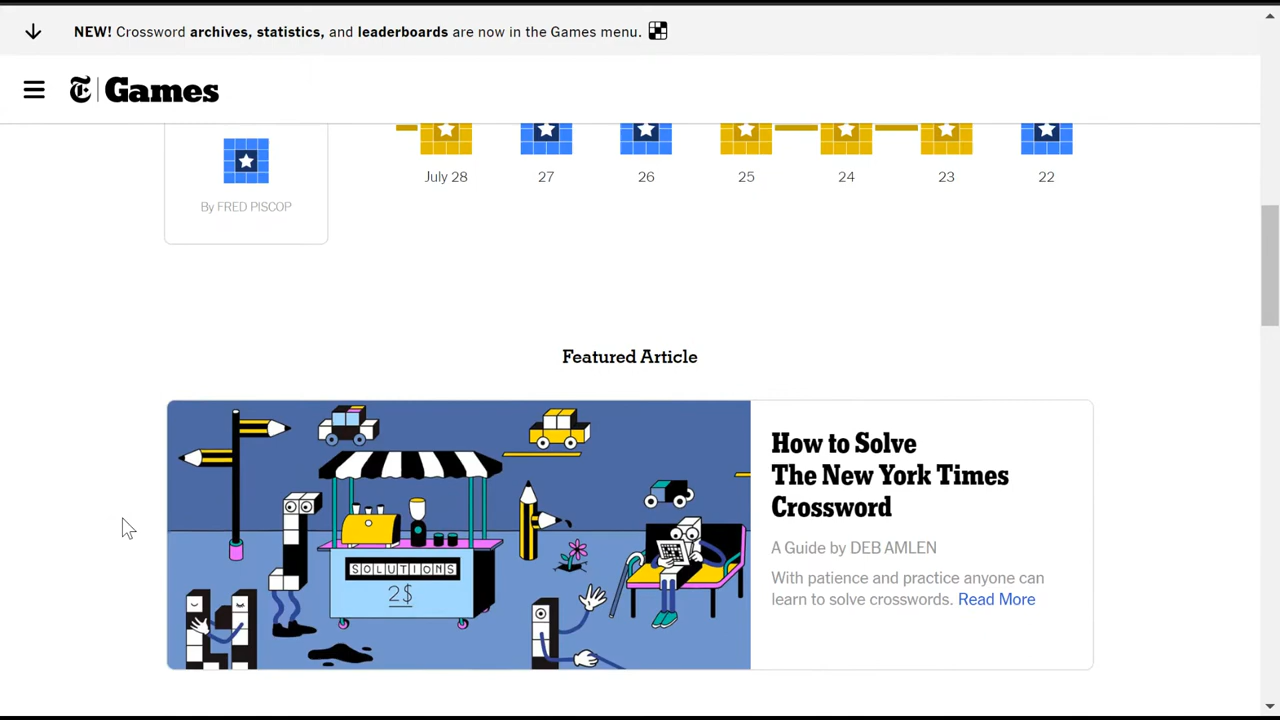 NEW! Crossword archives, statistics, and leaderboards are now in the Games menu.
T Games
July 28 27 26 25 24 23 22
By FRED PISCOP
Featured Article
How to Solve
The New York Times
Crossword
A Guide by DEB AMLEN
With patience and practice anyone can
learn to solve crosswords. Read More
SOLUTIONS
2$